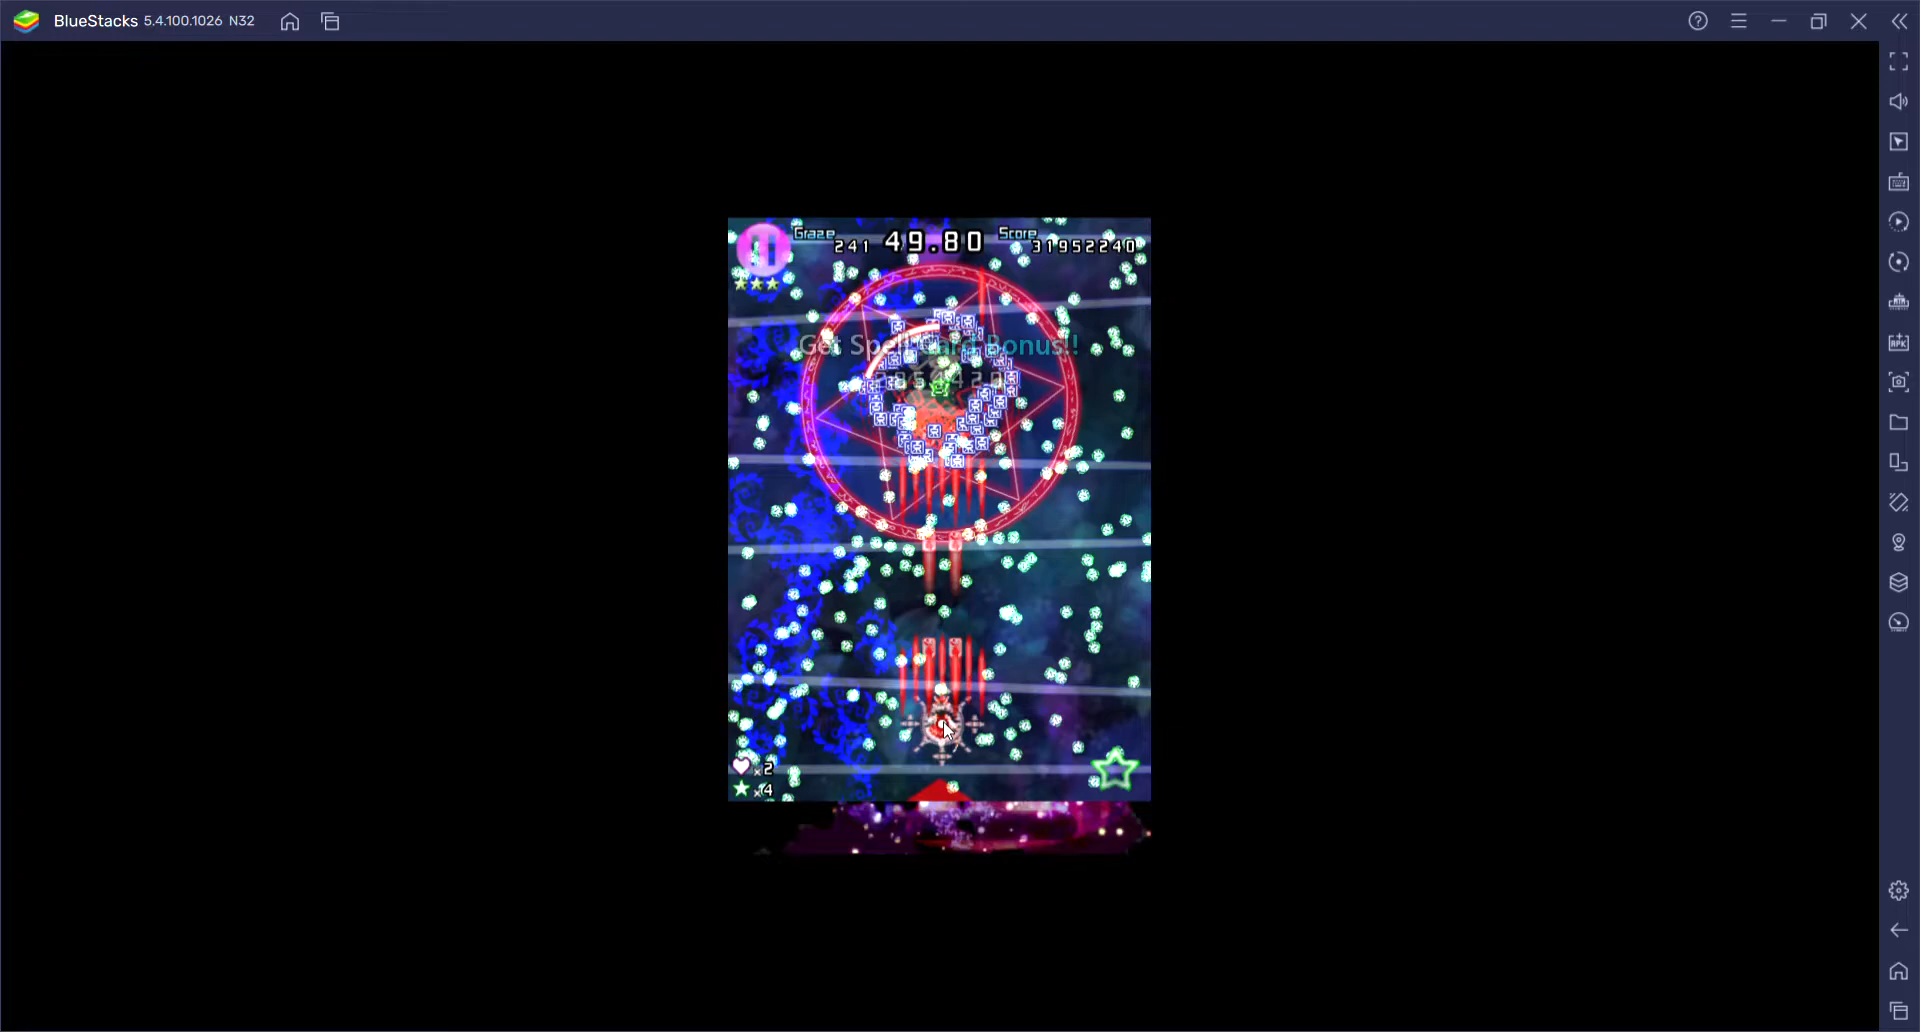 BlueStacks 5.4.100.1026 N32
Graze 241 49.80 Score 31952240
Get Spell Card Bonus!!
×2
×4